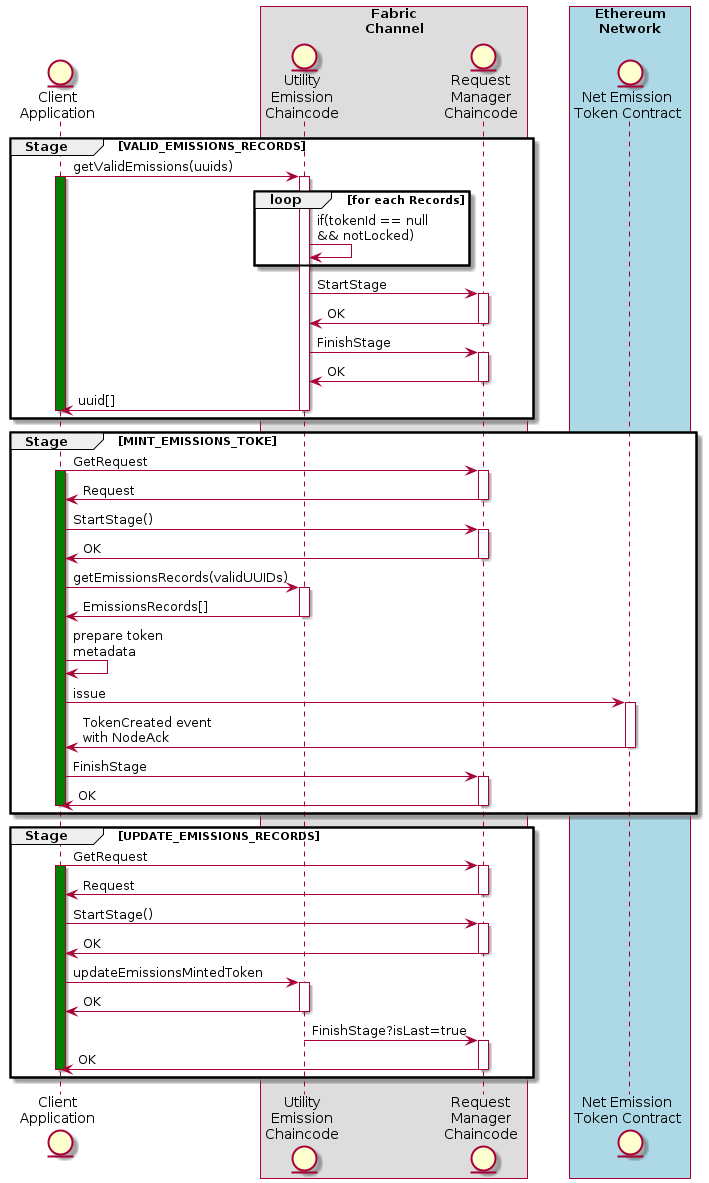 Fabric
Channel
Ethereum
Network
Client
Application
Utility
Emission
Chaincode
Request
Manager
Chaincode
Net Emission
Token Contract
Stage [VALID_EMISSIONS_RECORDS]
getValidEmissions(uuids)
loop [for each Records]
if(tokenId == null
&& notLocked)
StartStage
OK
FinishStage
OK
uuid[]
Stage [MINT_EMISSIONS_TOKE]
GetRequest
Request
StartStage()
OK
getEmissionsRecords(validUUIDs)
EmissionsRecords[]
prepare token
metadata
issue
TokenCreated event
with NodeAck
FinishStage
OK
Stage [UPDATE_EMISSIONS_RECORDS]
GetRequest
Request
StartStage()
OK
updateEmissionsMintedToken
OK
FinishStage?isLast=true
OK
Client
Application
Utility
Emission
Chaincode
Request
Manager
Chaincode
Net Emission
Token Contract